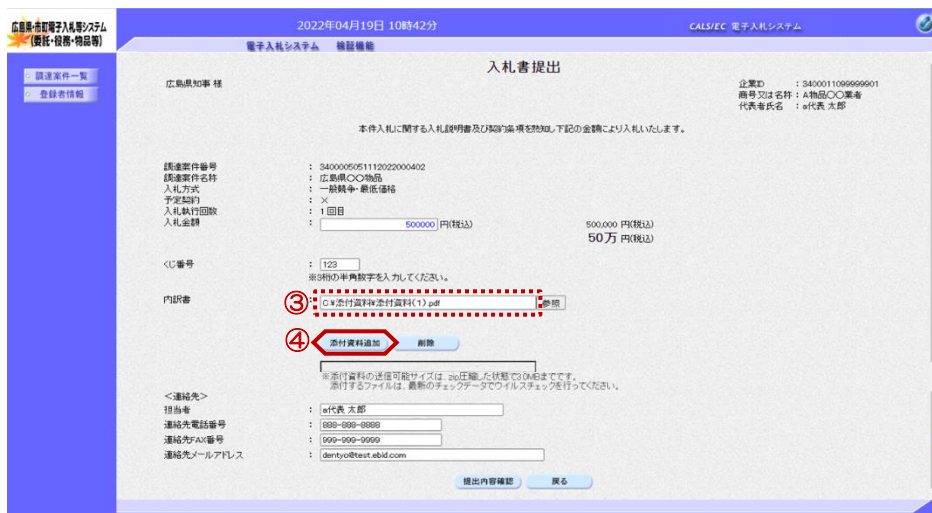 広島県・市町電子入札等システム
(委託・役務・物品等)
2022年04月19日 10時42分
CALS/EC 電子入札システム
電子入札システム 検証機能
調達案件一覧
登録者情報
入札書提出
広島県知事 様
企業ID : 3400011099999901
商号又は名称 : A物品〇〇業者
代表者氏名 : a代表 太郎
本件入札に関する入札説明書及び契約条項を熟知し下記の金額により入札いたします。
調達案件番号 : 3400005051112022000402
調達案件名称 : 広島県〇〇物品
入札方式 : 一般競争・最低価格
予定契約 : ×
入札執行回数 : 1回目
入札金額 : 500000 円(税込) 500,000 円(税込)
50万 円(税込)
くじ番号 : 123
※3桁の半角数字を入力してください。
内訳書 : ③ C:¥添付資料¥添付資料(1).pdf 参照
④ 添付資料追加 削除
※添付資料の送信可能サイズは、zip圧縮した状態で3.0MBまでです。
添付するファイルは、最新のチェックデータでウイルスチェックを行ってください。
<連絡先>
担当者 : a代表 太郎
連絡先電話番号 : 888-888-8888
連絡先FAX番号 : 999-999-9999
連絡先メールアドレス : dentyo@test.ebid.com
提出内容確認 戻る